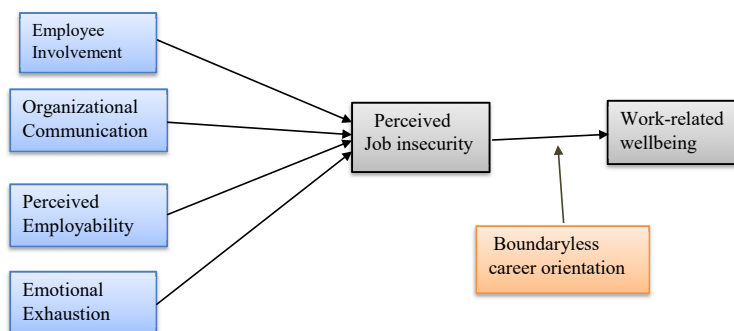 Employee
Involvement
Organizational
Communication
Perceived
Employability
Emotional
Exhaustion
Perceived
Job insecurity
Work-related
wellbeing
Boundaryless
career orientation